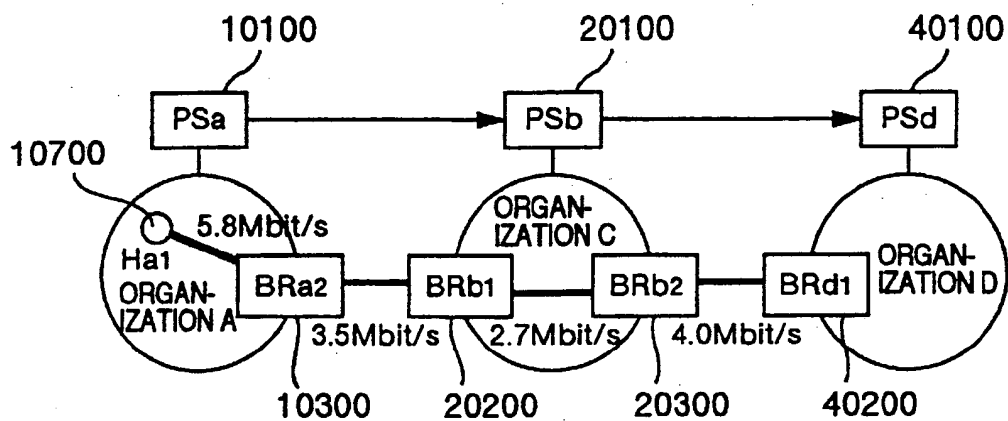 10100
20100
40100
PSa
PSb
PSd
10700
5.8Mbit/s
Ha1
ORGAN-
IZATION A
ORGAN-
IZATION C
ORGAN-
IZATION D
BRa2
BRb1
BRb2
BRd1
3.5Mbit/s
2.7Mbit/s
4.0Mbit/s
10300
20200
20300
40200